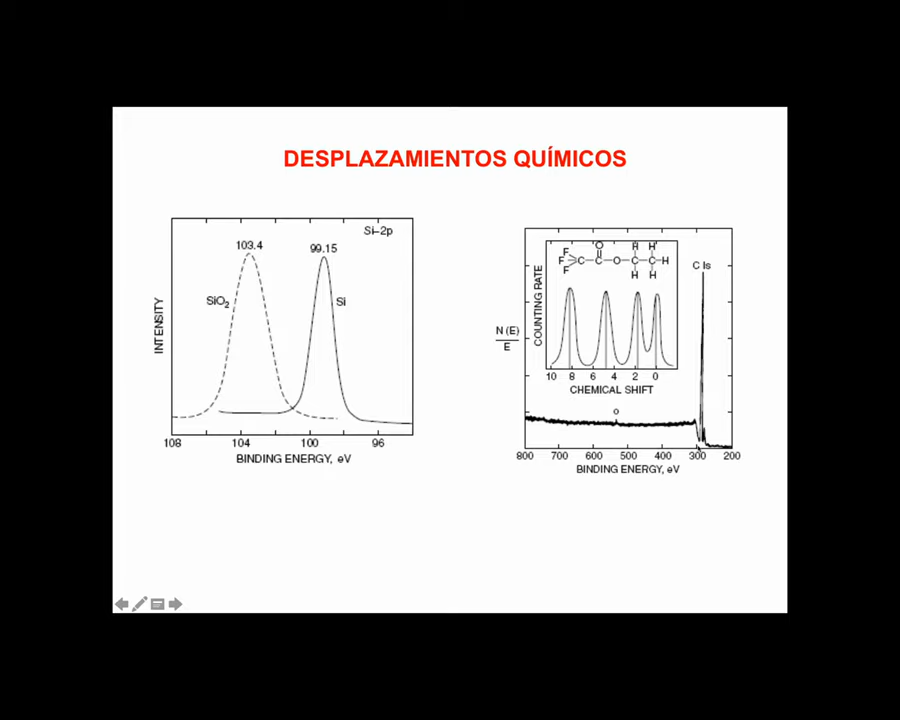 DESPLAZAMIENTOS QUÍMICOS
Si-2p
103.4
99.15
SiO2
Si
INTENSITY
108 104 100 96
BINDING ENERGY, eV
O H H
F
F C C O C C H
F
H H
COUNTING RATE
10 8 6 4 2 0
CHEMICAL SHIFT
C Is
N (E)
E
O
800 700 600 500 400 300 200
BINDING ENERGY, eV